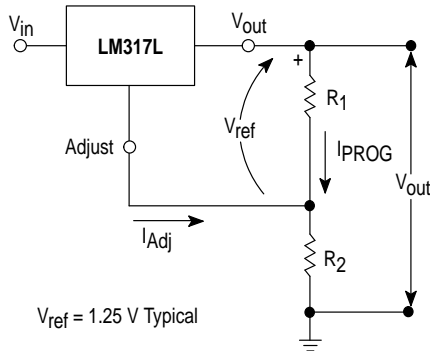 Vin
LM317L
Vout
+
R1
Vref
Adjust
IPROG
Vout
IAdj
R2
Vref = 1.25 V Typical